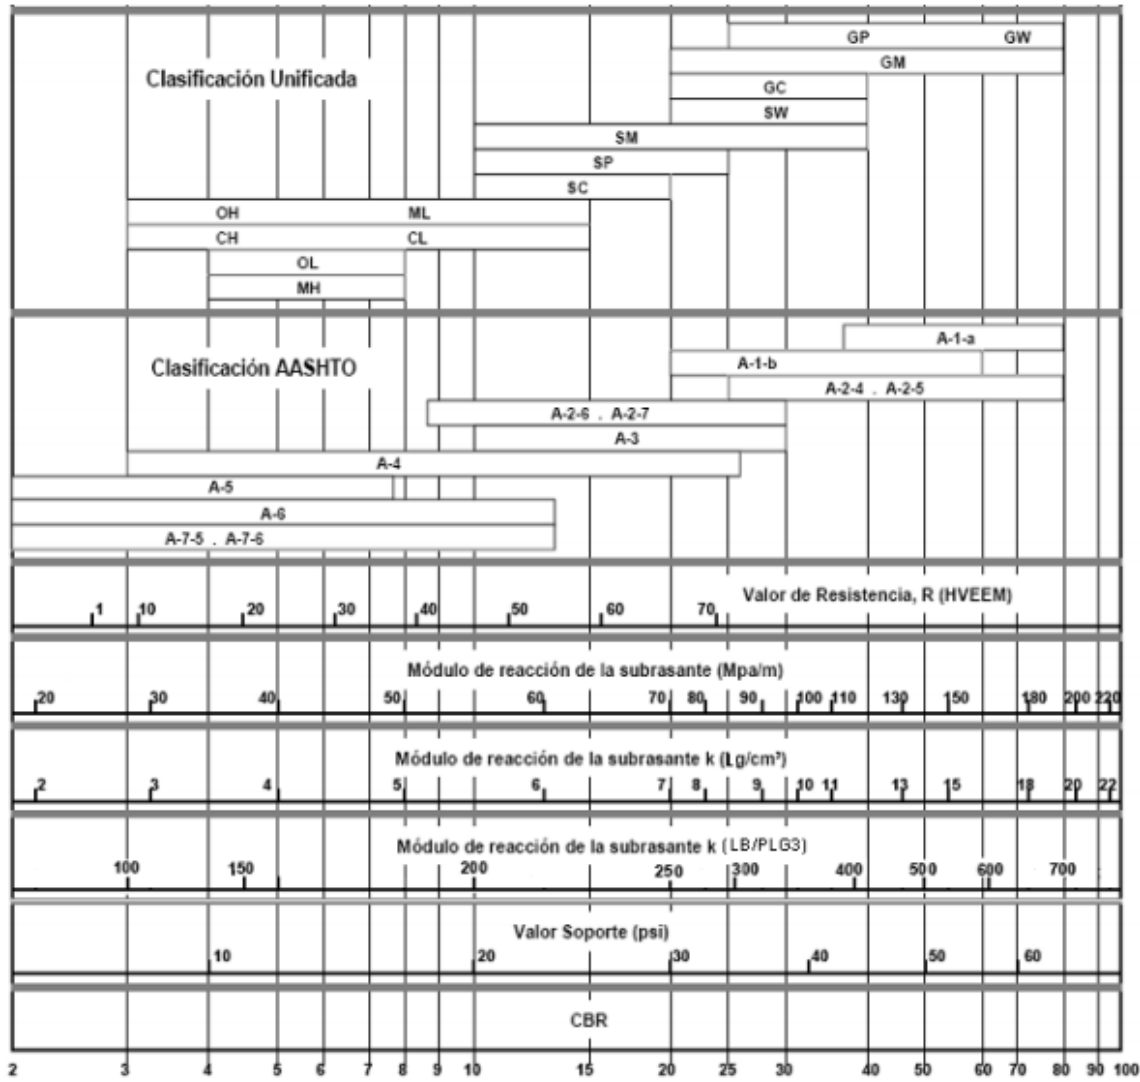 GP GW
GM
Clasificación Unificada
GC
SW
SM
SP
SC
OH ML
CH CL
OL
MH
A-1-a
Clasificación AASHTO
A-1-b
A-2-4 . A-2-5
A-2-6 . A-2-7
A-3
A-4
A-5
A-6
A-7-5 . A-7-6
Valor de Resistencia, R (HVEEM)
1 10 20 30 40 50 60 70
Módulo de reacción de la subrasante (Mpa/m)
20 30 40 50 60 70 80 90 100 110 130 150 180 200 220
Módulo de reacción de la subrasante k (Lg/cm³)
2 3 4 5 6 7 8 9 10 11 13 15 18 20 22
Módulo de reacción de la subrasante k (LB/PLG3)
100 150 200 250 300 400 500 600 700
Valor Soporte (psi)
10 20 30 40 50 60
CBR
2 3 4 5 6 7 8 9 10 15 20 25 30 40 50 60 70 80 90 100